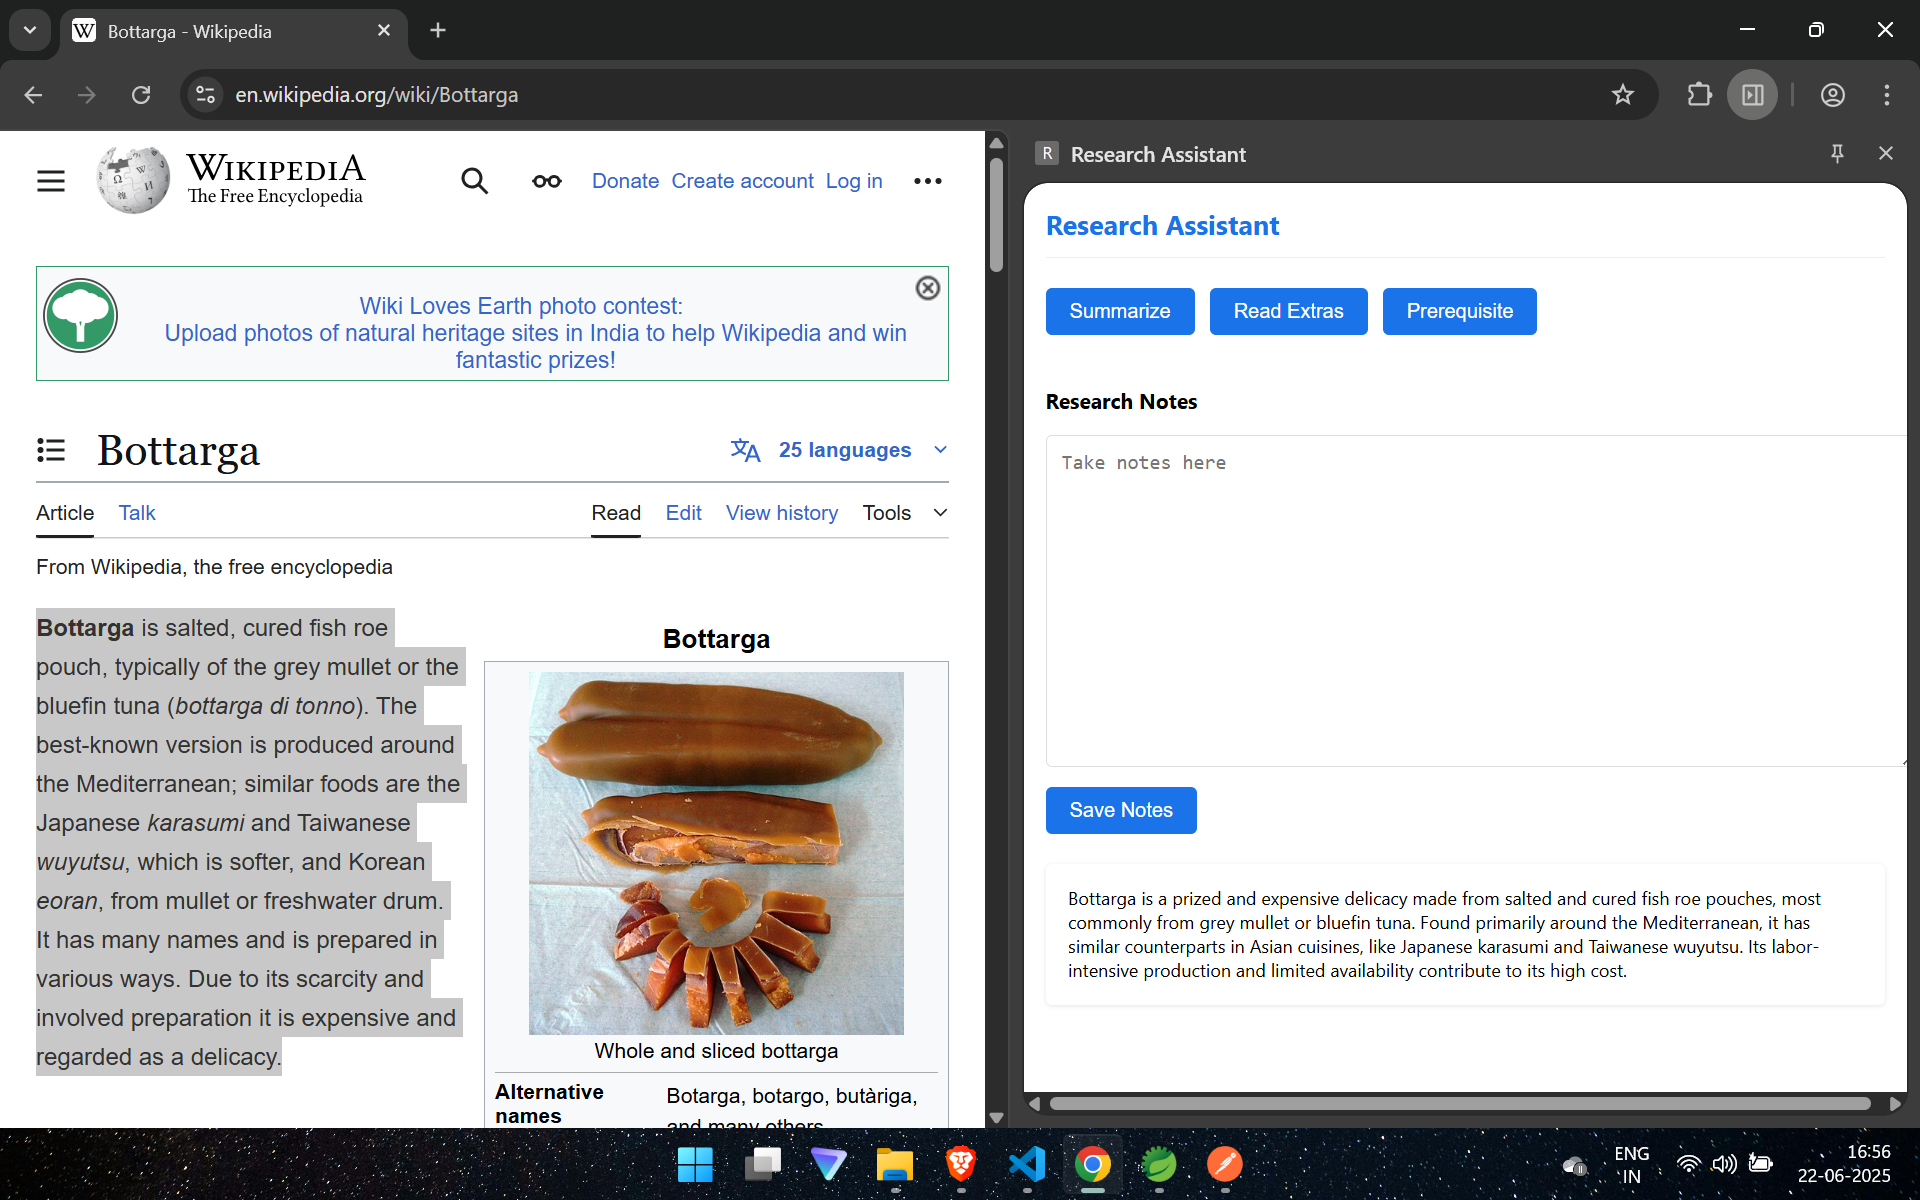 Bottarga - Wikipedia
en.wikipedia.org/wiki/Bottarga
WIKIPEDIA
The Free Encyclopedia
Donate Create account Log in
Wiki Loves Earth photo contest:
Upload photos of natural heritage sites in India to help Wikipedia and win
fantastic prizes!
Bottarga
25 languages
Article Talk Read Edit View history Tools
From Wikipedia, the free encyclopedia
Bottarga is salted, cured fish roe
pouch, typically of the grey mullet or the
bluefin tuna (bottarga di tonno). The
best-known version is produced around
the Mediterranean; similar foods are the
Japanese karasumi and Taiwanese
wuyutsu, which is softer, and Korean
eoran, from mullet or freshwater drum.
It has many names and is prepared in
various ways. Due to its scarcity and
involved preparation it is expensive and
regarded as a delicacy.
Bottarga
Whole and sliced bottarga
Alternative
names
Botarga, botargo, butàriga,
and many others
R Research Assistant
Research Assistant
Summarize Read Extras Prerequisite
Research Notes
Take notes here
Save Notes
Bottarga is a prized and expensive delicacy made from salted and cured fish roe pouches, most
commonly from grey mullet or bluefin tuna. Found primarily around the Mediterranean, it has
similar counterparts in Asian cuisines, like Japanese karasumi and Taiwanese wuyutsu. Its labor-
intensive production and limited availability contribute to its high cost.
ENG
IN
16:56
22-06-2025